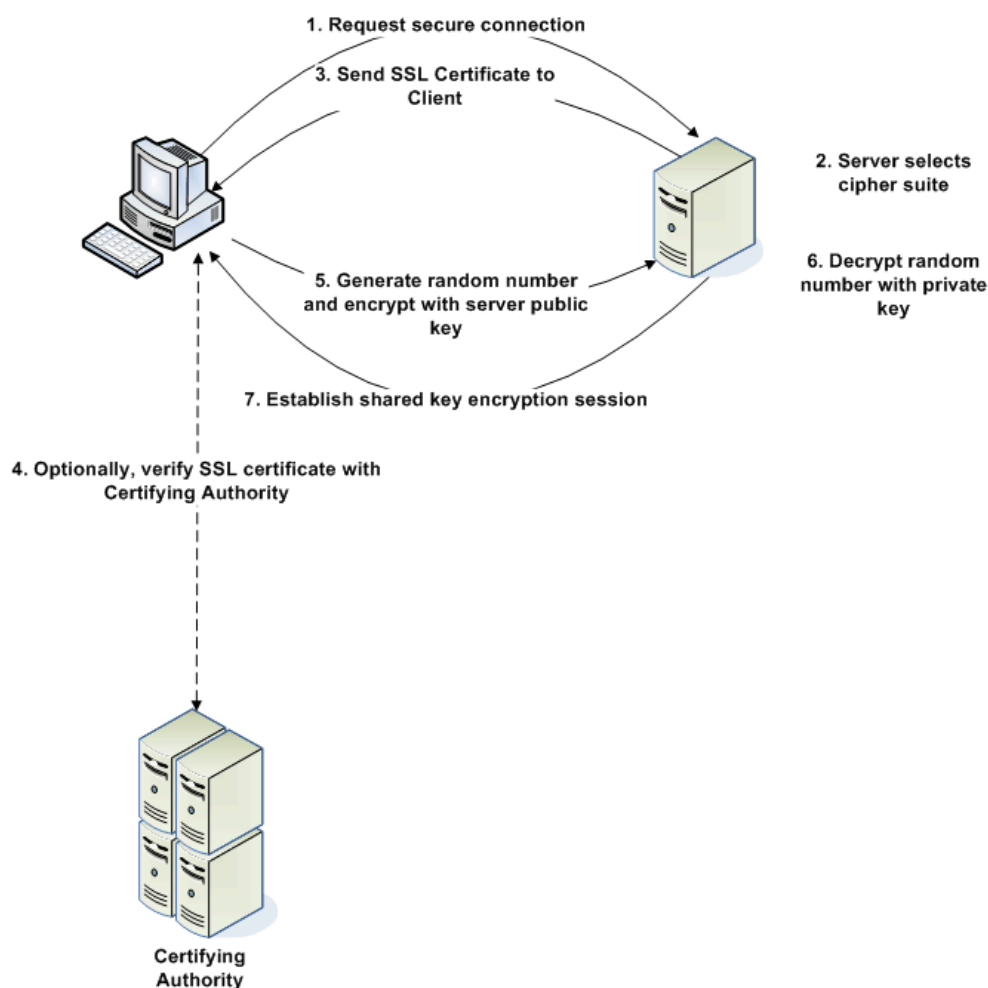 1. Request secure connection
3. Send SSL Certificate to
Client
2. Server selects
cipher suite
5. Generate random number
and encrypt with server public
key
6. Decrypt random
number with private
key
7. Establish shared key encryption session
4. Optionally, verify SSL certificate with
Certifying Authority
Certifying
Authority